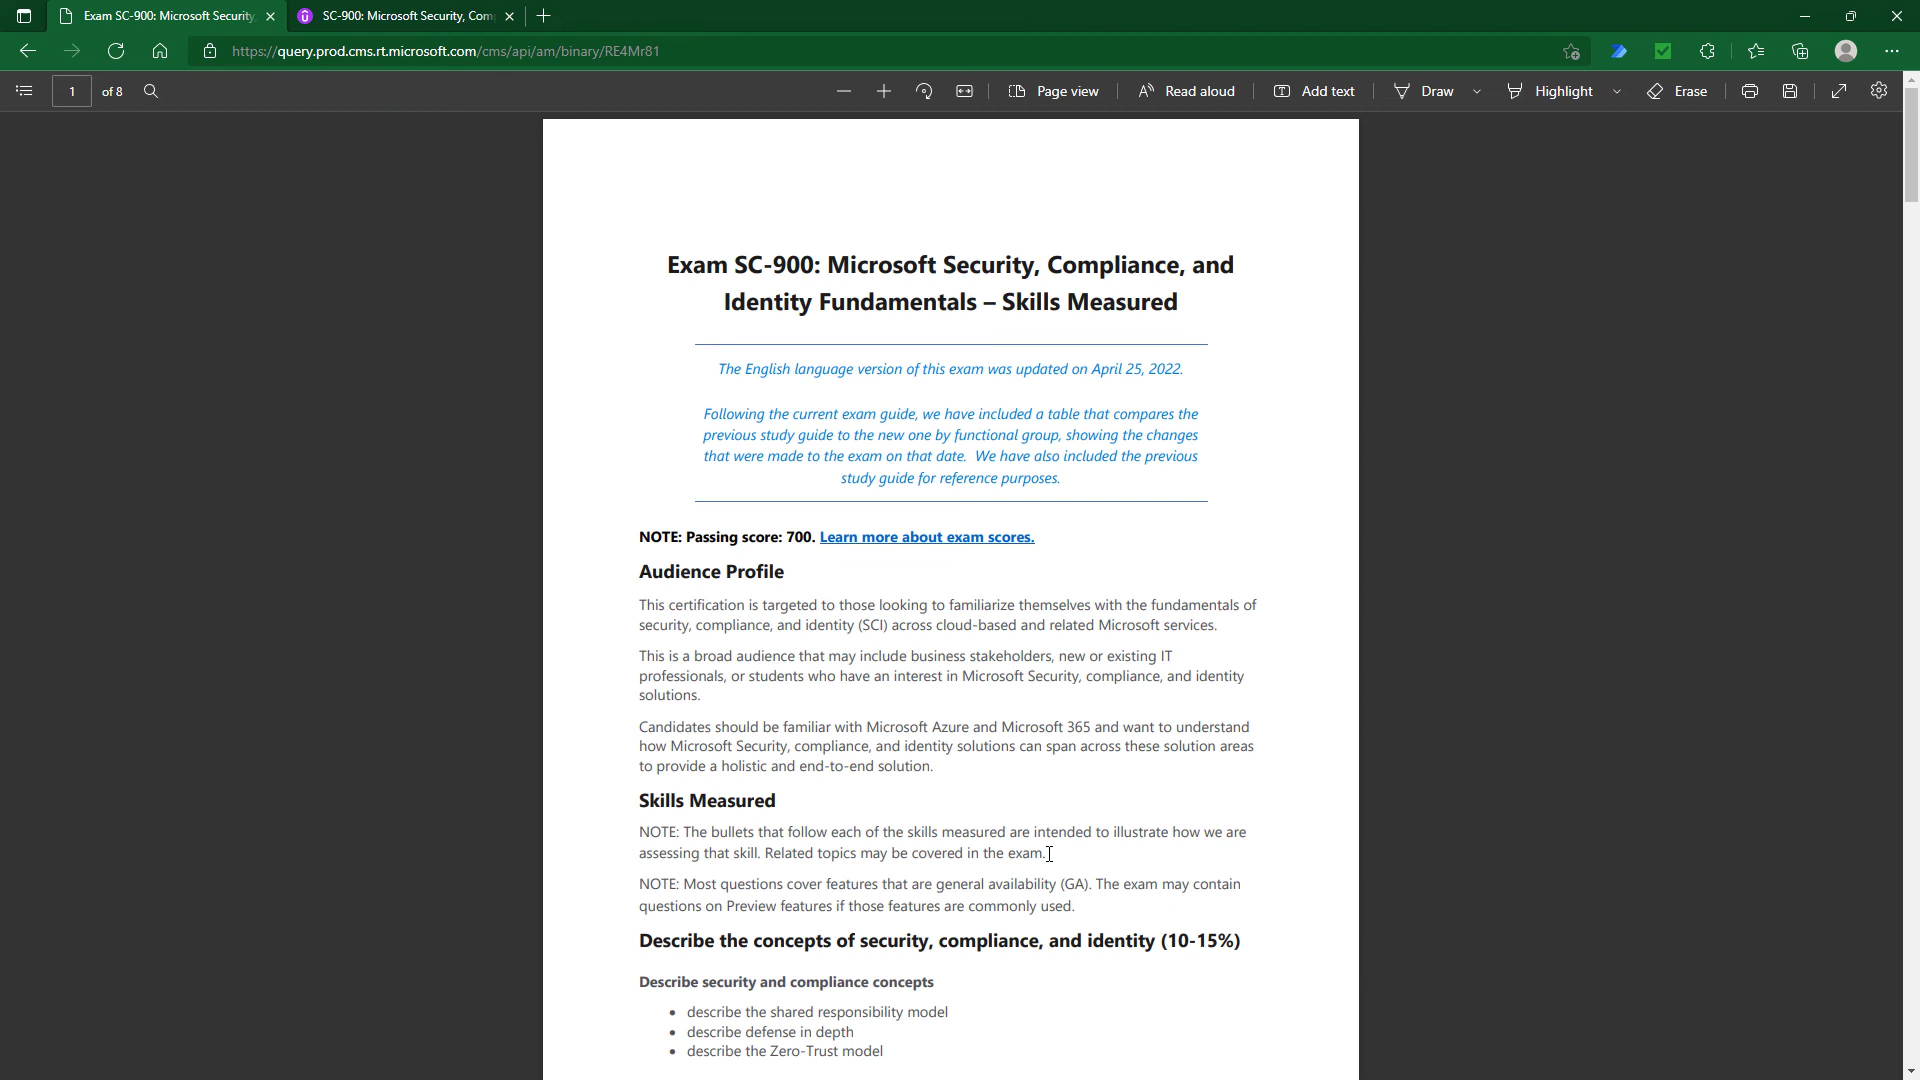 Exam SC-900: Microsoft Security,
SC-900: Microsoft Security, Com
https://query.prod.cms.rt.microsoft.com/cms/api/am/binary/RE4Mr81
1 of 8
Page view
Read aloud
Add text
Draw
Highlight
Erase
Exam SC-900: Microsoft Security, Compliance, and
Identity Fundamentals – Skills Measured
The English language version of this exam was updated on April 25, 2022.
Following the current exam guide, we have included a table that compares the
previous study guide to the new one by functional group, showing the changes
that were made to the exam on that date. We have also included the previous
study guide for reference purposes.
NOTE: Passing score: 700. Learn more about exam scores.
Audience Profile
This certification is targeted to those looking to familiarize themselves with the fundamentals of
security, compliance, and identity (SCI) across cloud-based and related Microsoft services.
This is a broad audience that may include business stakeholders, new or existing IT
professionals, or students who have an interest in Microsoft Security, compliance, and identity
solutions.
Candidates should be familiar with Microsoft Azure and Microsoft 365 and want to understand
how Microsoft Security, compliance, and identity solutions can span across these solution areas
to provide a holistic and end-to-end solution.
Skills Measured
NOTE: The bullets that follow each of the skills measured are intended to illustrate how we are
assessing that skill. Related topics may be covered in the exam.
NOTE: Most questions cover features that are general availability (GA). The exam may contain
questions on Preview features if those features are commonly used.
Describe the concepts of security, compliance, and identity (10-15%)
Describe security and compliance concepts
• describe the shared responsibility model
• describe defense in depth
• describe the Zero-Trust model